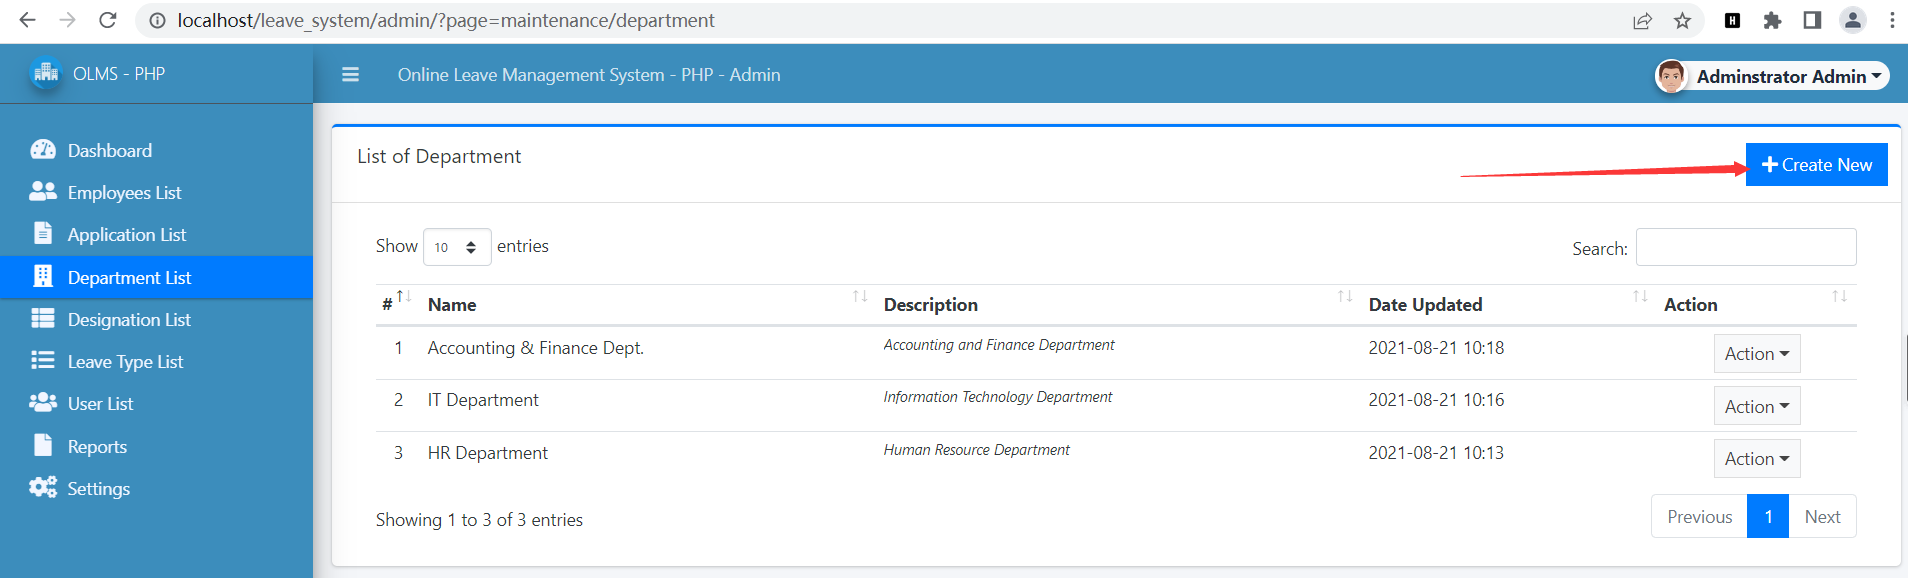 localhost/leave_system/admin/?page=maintenance/department
OLMS - PHP
Online Leave Management System - PHP - Admin
Adminstrator Admin
Dashboard
Employees List
Application List
Department List
Designation List
Leave Type List
User List
Reports
Settings
List of Department
Create New
Show 10 entries
Search:
# Name Description Date Updated Action
1 Accounting & Finance Dept. Accounting and Finance Department 2021-08-21 10:18 Action
2 IT Department Information Technology Department 2021-08-21 10:16 Action
3 HR Department Human Resource Department 2021-08-21 10:13 Action
Showing 1 to 3 of 3 entries
Previous 1 Next